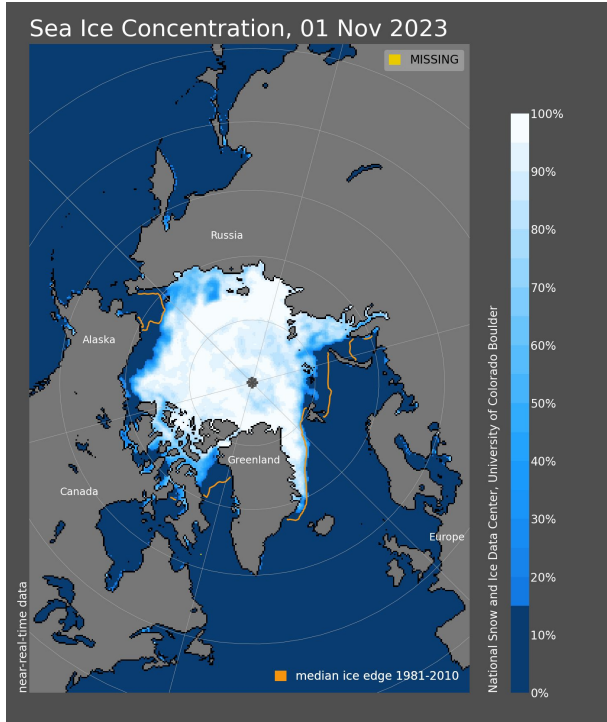 Sea Ice Concentration, 01 Nov 2023
MISSING
100%
90%
80%
70%
60%
50%
40%
30%
20%
10%
0%
Russia
Alaska
Greenland
Canada
Europe
near-real-time data
National Snow and Ice Data Center, University of Colorado Boulder
median ice edge 1981-2010